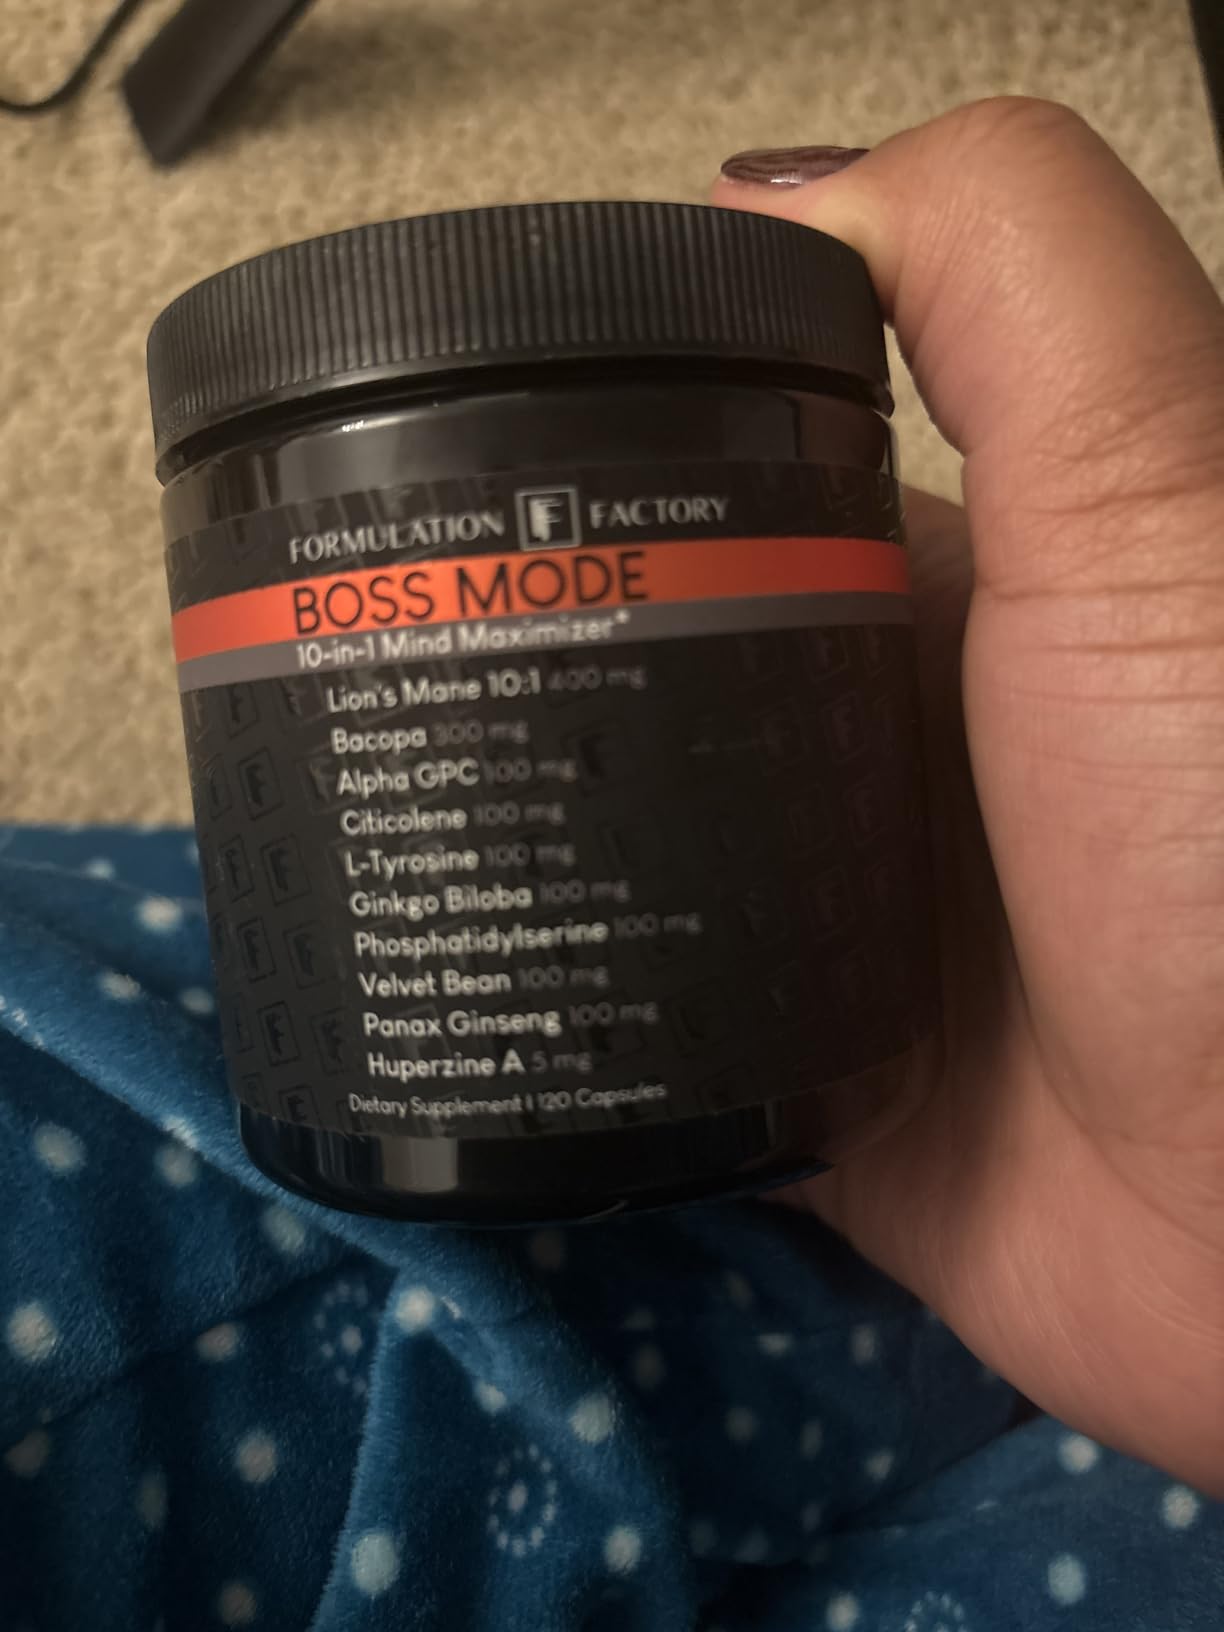 FORMULATION F FACTORY
BOSS MODE
10-in-1 Mind Maximizer*
Lion's Mane 10:1 400 mg
Bacopa 300 mg
Alpha GPC 100 mg
Citicolene 100 mg
L-Tyrosine 100 mg
Ginkgo Biloba 100 mg
Phosphatidylserine 100 mg
Velvet Bean 100 mg
Panax Ginseng 100 mg
Huperzine A 5 mg
Dietary Supplement | 120 Capsules